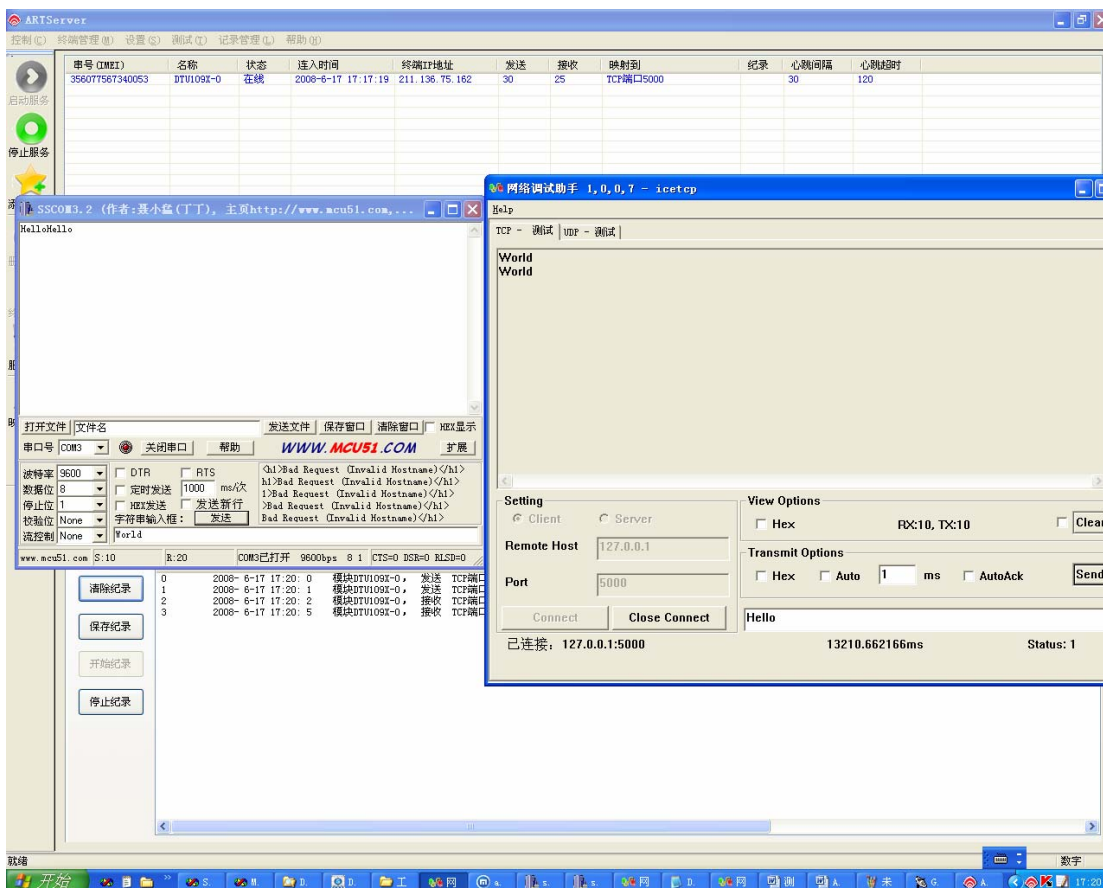 ARTServer
控制(C) 终端管理(M) 设置(S) 测试(T) 记录管理(L) 帮助(H)
串号(IMEI) 名称 状态 连入时间 终端IP地址 发送 接收 映射到 纪录 心跳间隔 心跳超时
356077567340053 DTU109X-0 在线 2008-6-17 17:17:19 211.136.75.162 30 25 TCP端口5000 30 120
启动服务
停止服务
SSCOM3.2 (作者:聂小猛(丁丁), 主页http://www.mcu51.com,...
HelloHello
打开文件 文件名 发送文件 保存窗口 清除窗口 HEX显示
串口号 COM3 关闭串口 帮助 WWW.MCU51.COM 扩展
波特率 9600 DTR RTS
数据位 8 定时发送 1000 ms/次
停止位 1 HEX发送 发送新行
校验位 None 字符串输入框: 发送
流控制 None World
<h1>Bad Request (Invalid Hostname)</h1>
h1>Bad Request (Invalid Hostname)</h1>
1>Bad Request (Invalid Hostname)</h1>
>Bad Request (Invalid Hostname)</h1>
Bad Request (Invalid Hostname)</h1>
www.mcu51.com S:10 R:20 COM3已打开 9600bps 8 1 CTS=0 DSR=0 RLSD=0
网络调试助手 1,0,0,7 - icetcp
Help
TCP - 测试 UDP - 测试
World
World
Setting
Client Server
Remote Host 127.0.0.1
Port 5000
Connect Close Connect
View Options
Hex RX:10, TX:10 Clear
Transmit Options
Hex Auto 1 ms AutoAck Send
Hello
已连接: 127.0.0.1:5000 13210.662166ms Status: 1
清除纪录
保存纪录
开始纪录
停止纪录
0 2008- 6-17 17:20: 0 模块DTU109X-0, 发送 TCP端口
1 2008- 6-17 17:20: 1 模块DTU109X-0, 发送 TCP端口
2 2008- 6-17 17:20: 2 模块DTU109X-0, 接收 TCP端口
3 2008- 6-17 17:20: 5 模块DTU109X-0, 接收 TCP端口
就绪 数字
开始 S. M. D. D. 工 网 a. s. s. 网 D. 网 测 A. 未 G. A. 17:20